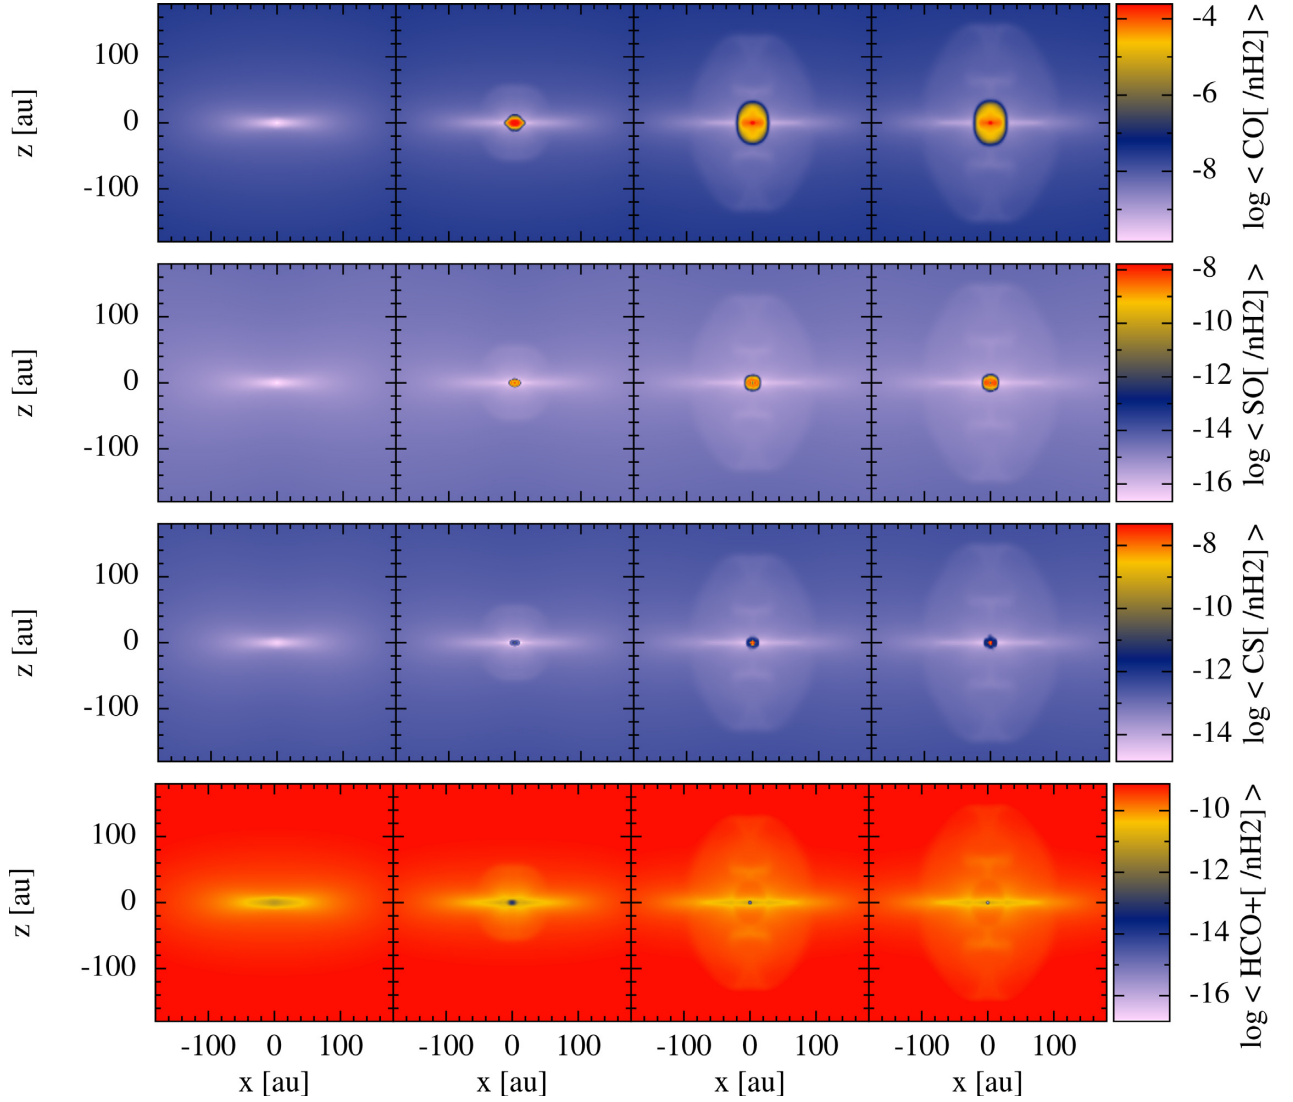 z [au]
100
0
-100
-4
-6
-8
log < CO[ /nH2] >
z [au]
100
0
-100
-8
-10
-12
-14
-16
log < SO[ /nH2] >
z [au]
100
0
-100
-8
-10
-12
-14
log < CS[ /nH2] >
z [au]
100
0
-100
-10
-12
-14
-16
log < HCO+[ /nH2] >
-100 0 100 -100 0 100 -100 0 100 -100 0 100
x [au] x [au] x [au] x [au]